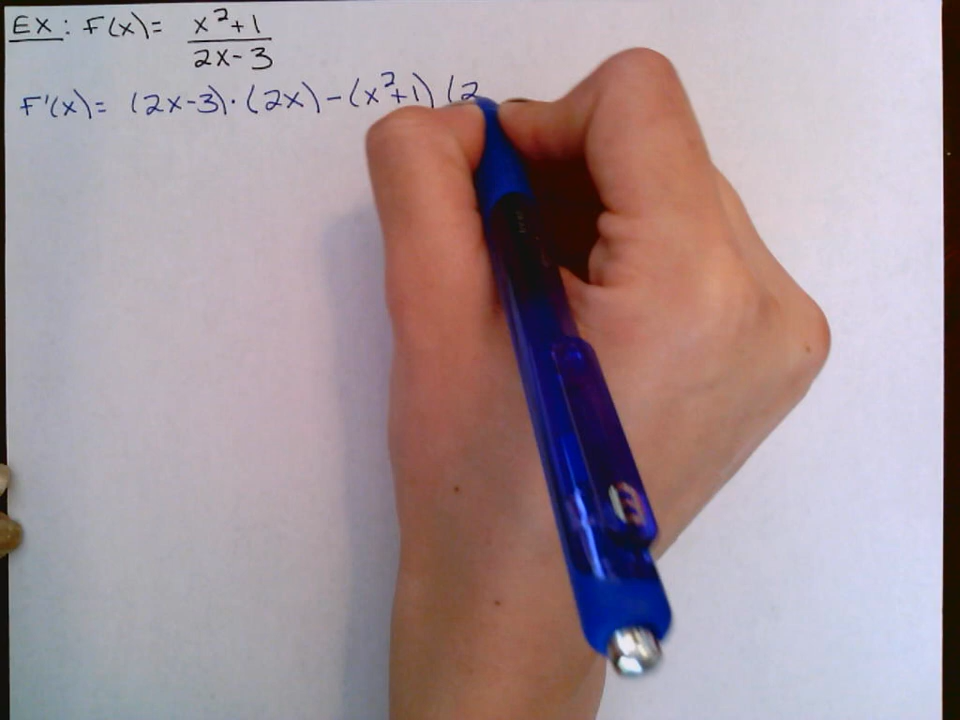 EX: F(x) = x²+1
2x-3
F'(x) = (2x-3)·(2x)-(x²+1)(2